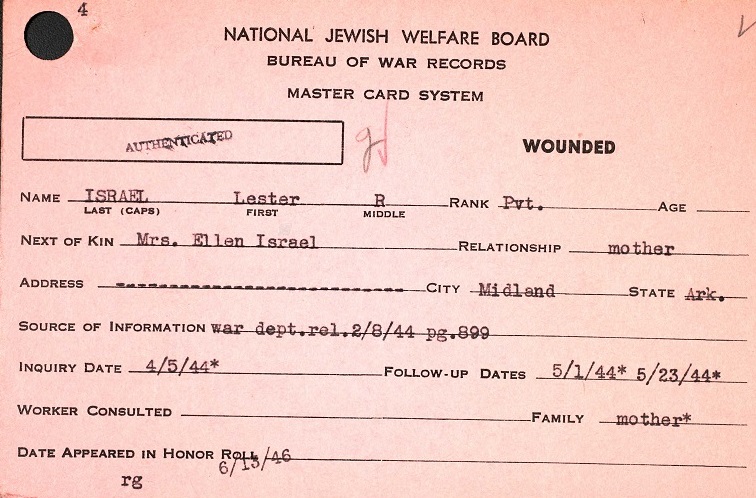 4
NATIONAL JEWISH WELFARE BOARD
BUREAU OF WAR RECORDS
MASTER CARD SYSTEM
AUTHENTICATED
WOUNDED
NAME ISRAEL Lester R RANK Pvt. AGE
LAST (CAPS) FIRST MIDDLE
NEXT OF KIN Mrs. Ellen Israel RELATIONSHIP mother
ADDRESS ------------------------------ CITY Midland STATE Ark.
SOURCE OF INFORMATION war dept.rel.2/8/44 pg.899
INQUIRY DATE 4/5/44* FOLLOW-UP DATES 5/1/44* 5/23/44*
WORKER CONSULTED FAMILY mother*
DATE APPEARED IN HONOR ROLL 6/13/46
rg